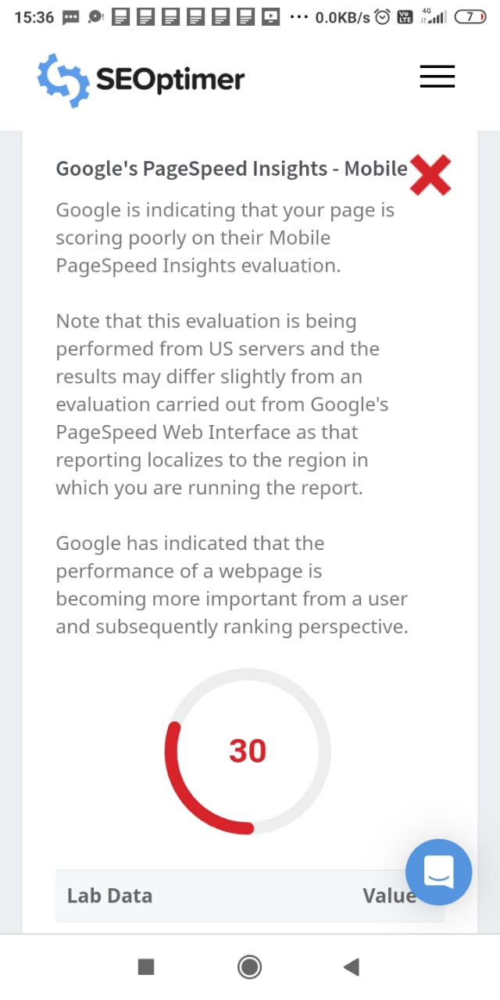 15:36
0.0KB/s
Vo
LTE
4G
7
SEOptimer
Google's PageSpeed Insights - Mobile
Google is indicating that your page is
scoring poorly on their Mobile
PageSpeed Insights evaluation.
Note that this evaluation is being
performed from US servers and the
results may differ slightly from an
evaluation carried out from Google's
PageSpeed Web Interface as that
reporting localizes to the region in
which you are running the report.
Google has indicated that the
performance of a webpage is
becoming more important from a user
and subsequently ranking perspective.
30
Lab Data Value